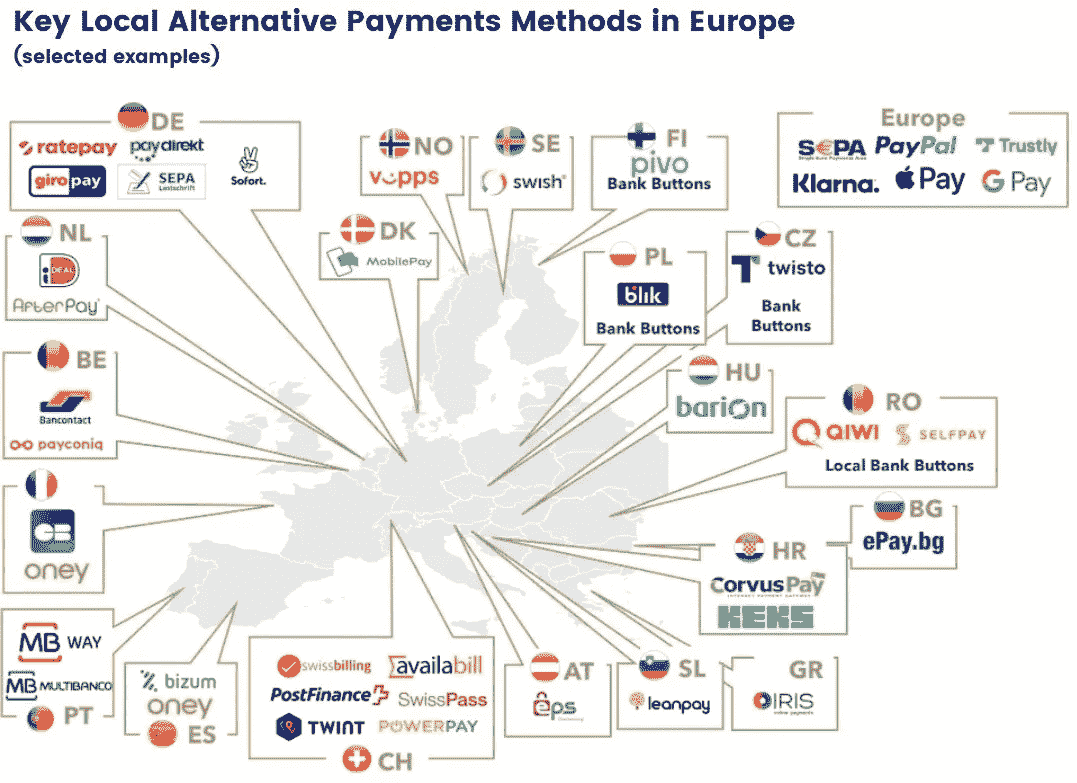 Key Local Alternative Payments Methods in Europe
(selected examples)
DE
ratepay paydirekt
giropay SEPA Lastschrift Sofort.
NO
vipps
SE
swish
FI
pivo
Bank Buttons
Europe
SEPA PayPal Trustly
Klarna. Pay G Pay
NL
iDEAL
AfterPay
DK
MobilePay
PL
blik
Bank Buttons
CZ
twisto
Bank
Buttons
BE
Bancontact
payconiq
HU
barion
RO
QIWI SELFPAY
Local Bank Buttons
CB
oney
BG
ePay.bg
HR
CorvusPay
KEKS
MB WAY
MB MULTIBANCO
PT
bizum
oney
ES
swissbilling availabill
PostFinance SwissPass
TWINT POWERPAY
CH
AT
eps
SL
leanpay
GR
IRIS
online payments